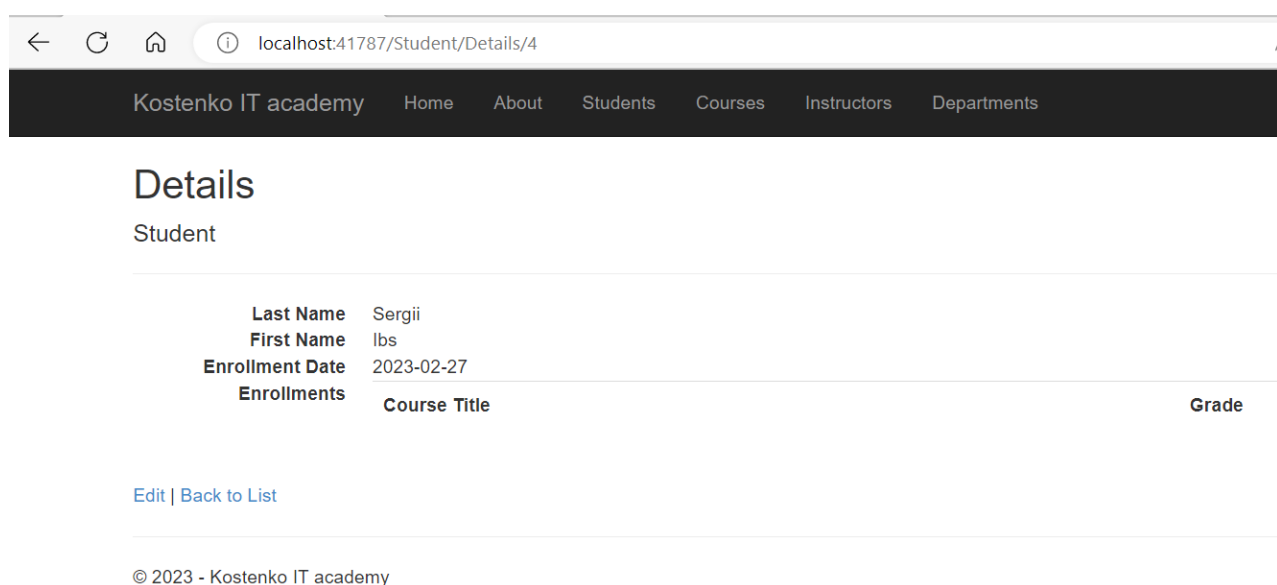 localhost:41787/Student/Details/4
Kostenko IT academy Home About Students Courses Instructors Departments
Details
Student
Last Name Sergii
First Name Ibs
Enrollment Date 2023-02-27
Enrollments
Course Title Grade
Edit | Back to List
© 2023 - Kostenko IT academy